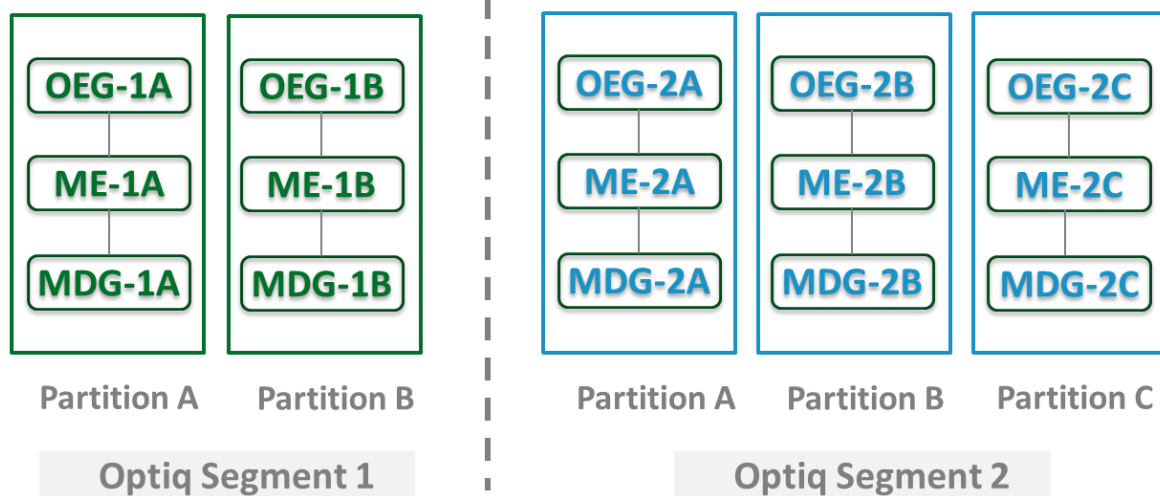 OEG-1A
ME-1A
MDG-1A
Partition A
OEG-1B
ME-1B
MDG-1B
Partition B
Optiq Segment 1
OEG-2A
ME-2A
MDG-2A
Partition A
OEG-2B
ME-2B
MDG-2B
Partition B
OEG-2C
ME-2C
MDG-2C
Partition C
Optiq Segment 2